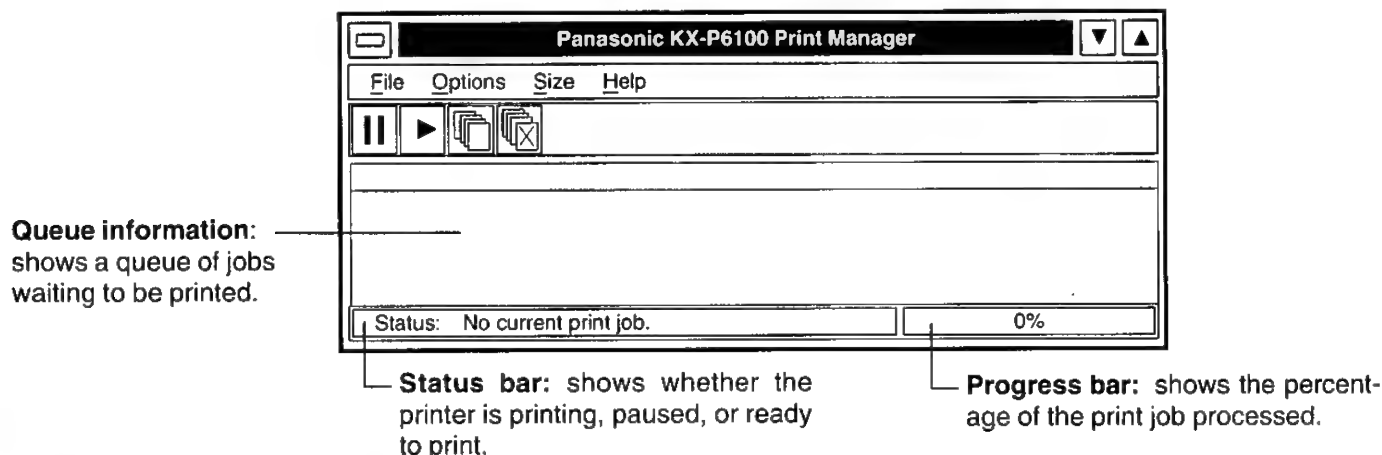 Panasonic KX-P6100 Print Manager
File Options Size Help
Queue information:
shows a queue of jobs
waiting to be printed.
Status: No current print job.
0%
Status bar: shows whether the
printer is printing, paused, or ready
to print.
Progress bar: shows the percent-
age of the print job processed.